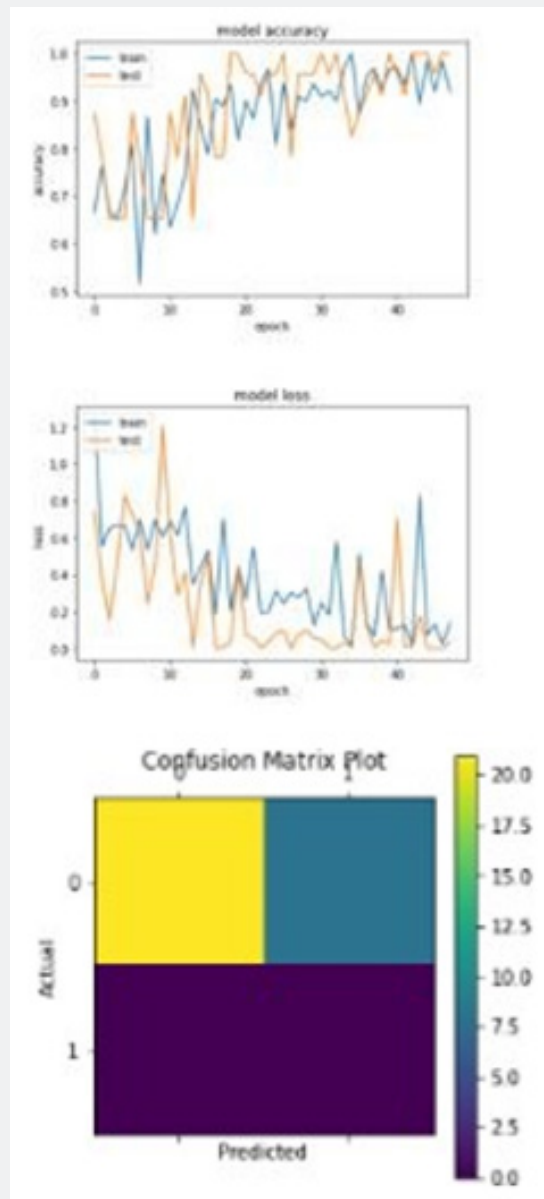 model accuracy
train
test
1.0
0.9
0.8
0.7
0.6
0.5
accuracy
0 10 20 30 40
epoch
model loss
train
test
1.2
1.0
0.8
0.6
0.4
0.2
0.0
loss
0 10 20 30 40
epoch
Confusion Matrix Plot
0 1
0
1
Actual
Predicted
20.0
17.5
15.0
12.5
10.0
7.5
5.0
2.5
0.0